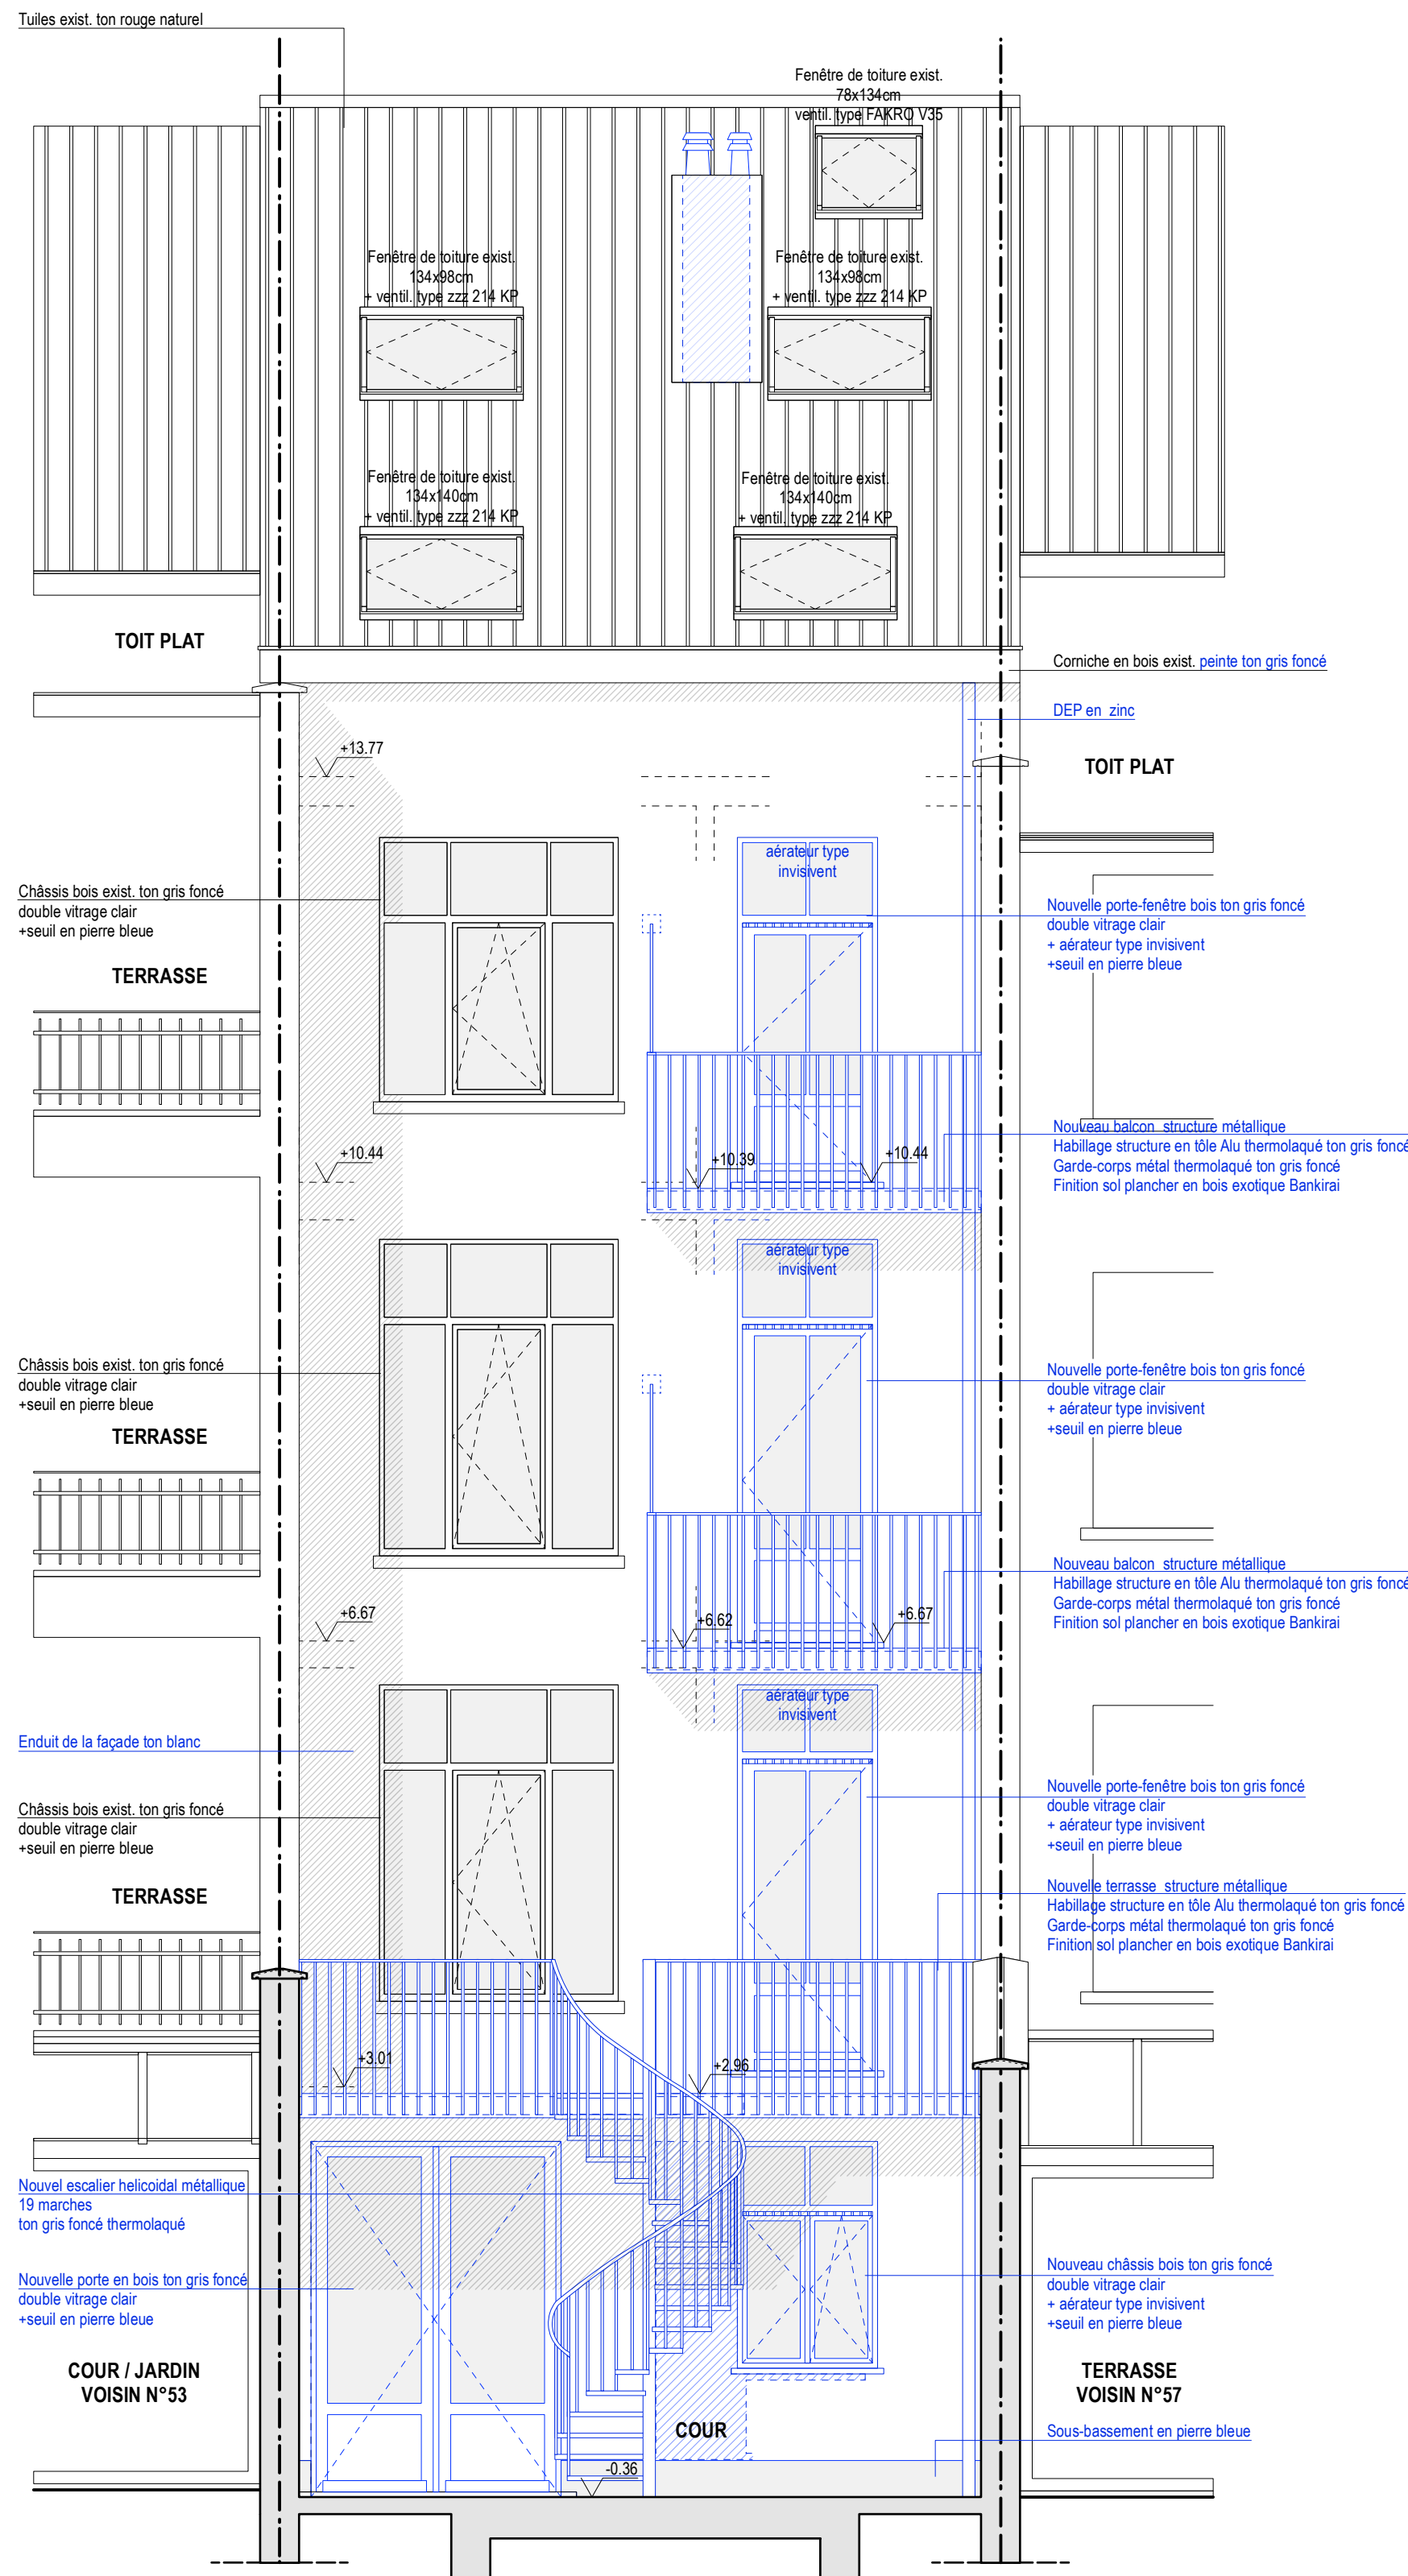 Tuiles exist. ton rouge naturel
Fenêtre de toiture exist.
78x134cm
ventil. type FAKRO V35
Fenêtre de toiture exist.
134x98cm
+ ventil. type zzz 214 KP
Fenêtre de toiture exist.
134x98cm
+ ventil. type zzz 214 KP
Fenêtre de toiture exist.
134x140cm
+ ventil. type zzz 214 KP
Fenêtre de toiture exist.
134x140cm
+ ventil. type zzz 214 KP
TOIT PLAT
Corniche en bois exist. peinte ton gris foncé
DEP en zinc
+13.77
TOIT PLAT
aérateur type
invisivent
Châssis bois exist. ton gris foncé
double vitrage clair
+seuil en pierre bleue
Nouvelle porte-fenêtre bois ton gris foncé
double vitrage clair
+ aérateur type invisivent
+seuil en pierre bleue
TERRASSE
Nouveau balcon structure métallique
Habillage structure en tôle Alu thermolaqué ton gris foncé
Garde-corps métal thermolaqué ton gris foncé
Finition sol plancher en bois exotique Bankirai
+10.44
+10.39
+10.44
aérateur type
invisivent
Châssis bois exist. ton gris foncé
double vitrage clair
+seuil en pierre bleue
Nouvelle porte-fenêtre bois ton gris foncé
double vitrage clair
+ aérateur type invisivent
+seuil en pierre bleue
TERRASSE
Nouveau balcon structure métallique
Habillage structure en tôle Alu thermolaqué ton gris foncé
Garde-corps métal thermolaqué ton gris foncé
Finition sol plancher en bois exotique Bankirai
+6.67
+6.62
+6.67
aérateur type
invisivent
Enduit de la façade ton blanc
Châssis bois exist. ton gris foncé
double vitrage clair
+seuil en pierre bleue
Nouvelle porte-fenêtre bois ton gris foncé
double vitrage clair
+ aérateur type invisivent
+seuil en pierre bleue
TERRASSE
Nouvelle terrasse structure métallique
Habillage structure en tôle Alu thermolaqué ton gris foncé
Garde-corps métal thermolaqué ton gris foncé
Finition sol plancher en bois exotique Bankirai
+3.01
+2.96
Nouvel escalier helicoidal métallique
19 marches
ton gris foncé thermolaqué
Nouvelle porte en bois ton gris foncé
double vitrage clair
+seuil en pierre bleue
Nouveau châssis bois ton gris foncé
double vitrage clair
+ aérateur type invisivent
+seuil en pierre bleue
COUR / JARDIN
VOISIN N°53
TERRASSE
VOISIN N°57
COUR
Sous-bassement en pierre bleue
-0.36